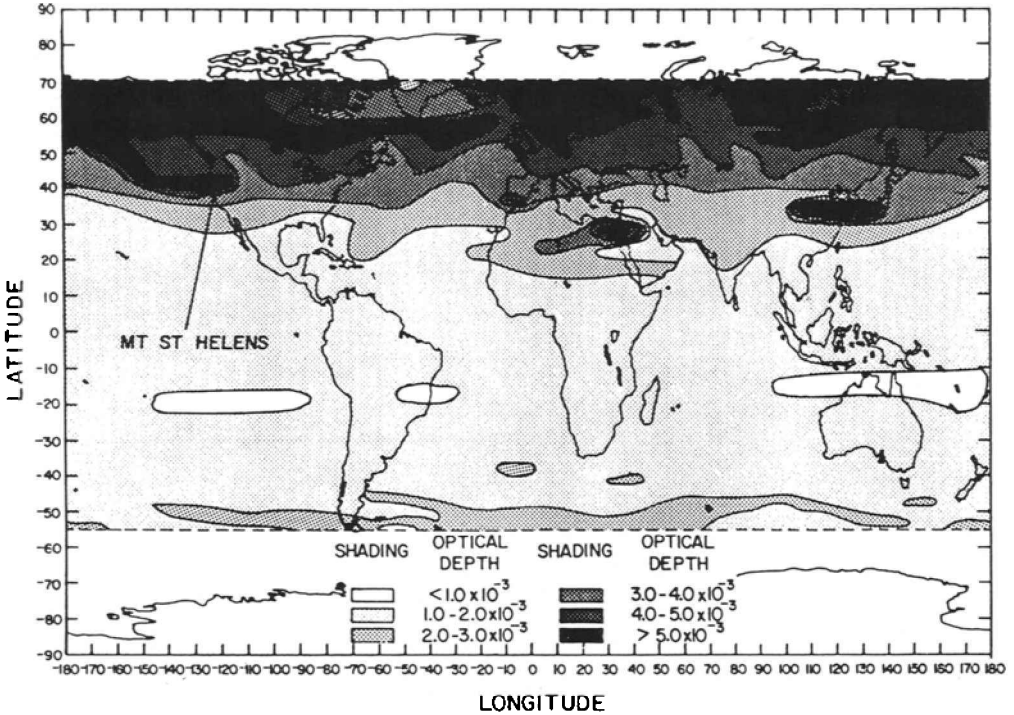 90
80
70
60
50
40
30
20
10
0
-10
-20
-30
-40
-50
-60
-70
-80
-90
LATITUDE
MT ST HELENS
SHADING OPTICAL DEPTH SHADING OPTICAL DEPTH
<1.0 x 10^-3 3.0-4.0x10^-3
1.0-2.0x10^-3 4.0-5.0x10^-3
2.0-3.0x10^-3 > 5.0x10^-3
-180 -170 -160 -150 -140 -130 -120 -110 -100 -90 -80 -70 -60 -50 -40 -30 -20 -10 0 10 20 30 40 50 60 70 80 90 100 110 120 130 140 150 160 170 180
LONGITUDE